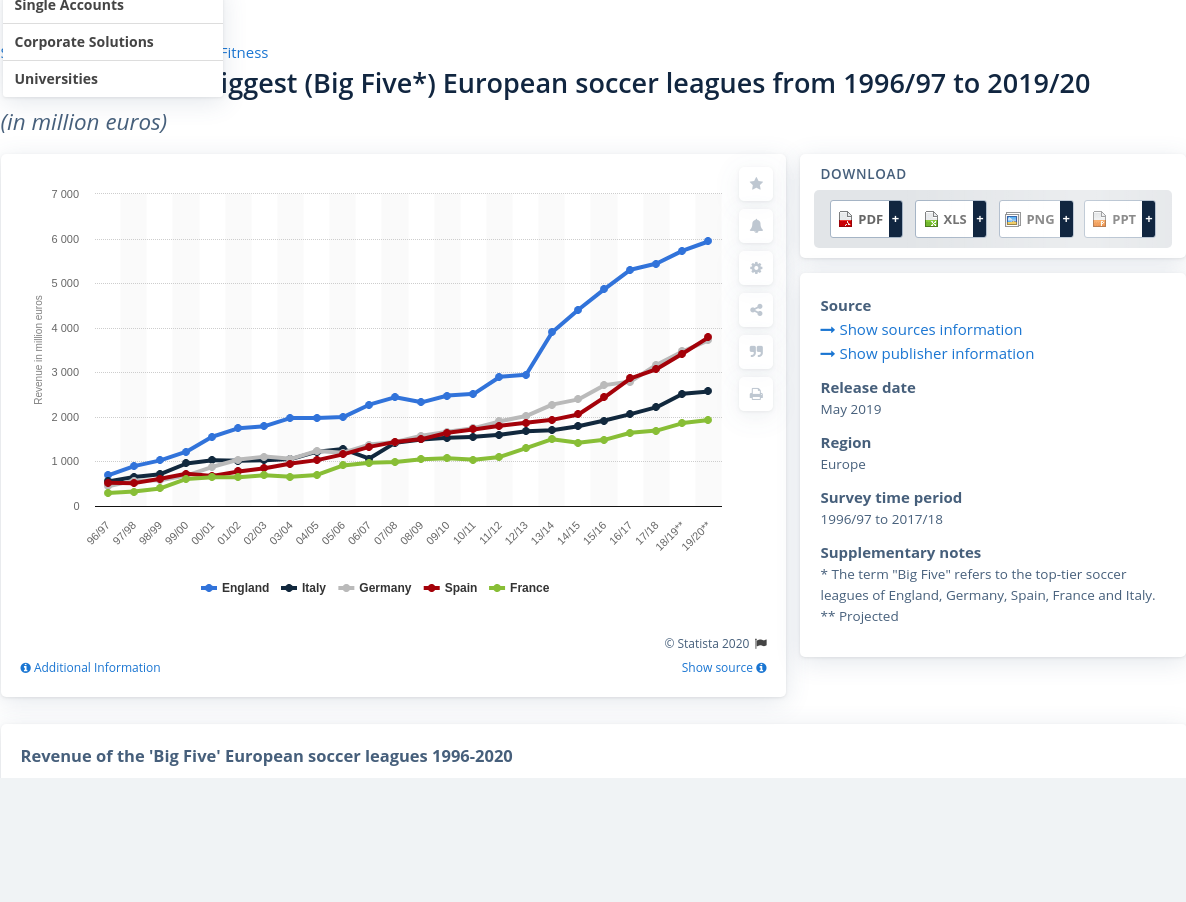 Single Accounts
Corporate Solutions
Universities
Fitness
iggest (Big Five*) European soccer leagues from 1996/97 to 2019/20
(in million euros)
7 000
6 000
5 000
4 000
3 000
2 000
1 000
0
Revenue in million euros
96/97
97/98
98/99
99/00
00/01
01/02
02/03
03/04
04/05
05/06
06/07
07/08
08/09
09/10
10/11
11/12
12/13
13/14
14/15
15/16
16/17
17/18
18/19**
19/20**
England Italy Germany Spain France
© Statista 2020
Additional Information
Show source
DOWNLOAD
PDF + XLS + PNG + PPT +
Source
Show sources information
Show publisher information
Release date
May 2019
Region
Europe
Survey time period
1996/97 to 2017/18
Supplementary notes
* The term "Big Five" refers to the top-tier soccer
leagues of England, Germany, Spain, France and Italy.
** Projected
Revenue of the 'Big Five' European soccer leagues 1996-2020